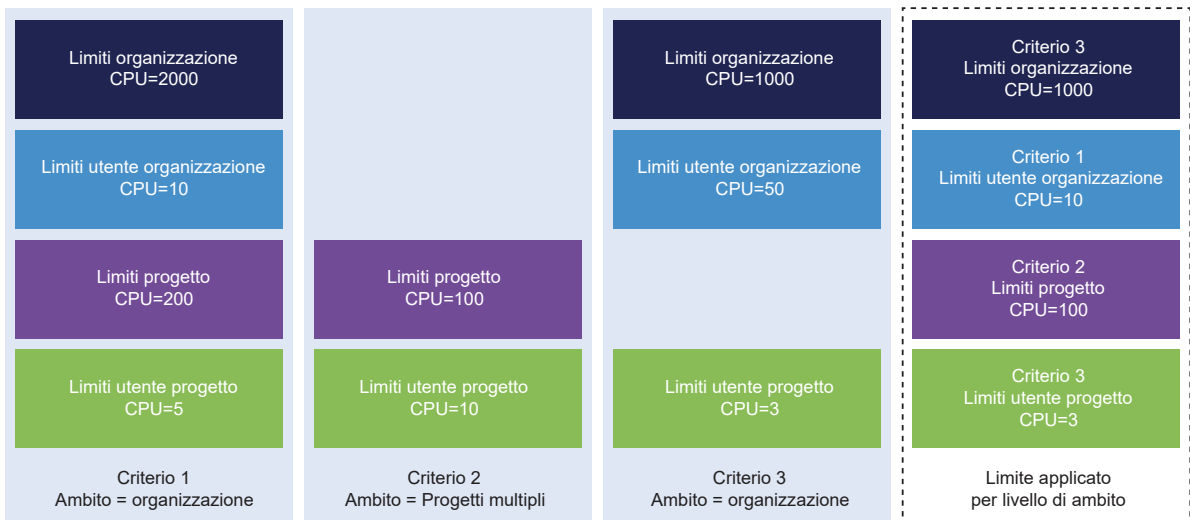 Limiti organizzazione
CPU=2000
Limiti utente organizzazione
CPU=10
Limiti progetto
CPU=200
Limiti utente progetto
CPU=5
Criterio 1
Ambito = organizzazione
Limiti progetto
CPU=100
Limiti utente progetto
CPU=10
Criterio 2
Ambito = Progetti multipli
Limiti organizzazione
CPU=1000
Limiti utente organizzazione
CPU=50
Limiti utente progetto
CPU=3
Criterio 3
Ambito = organizzazione
Criterio 3
Limiti organizzazione
CPU=1000
Criterio 1
Limiti utente organizzazione
CPU=10
Criterio 2
Limiti progetto
CPU=100
Criterio 3
Limiti utente progetto
CPU=3
Limite applicato
per livello di ambito